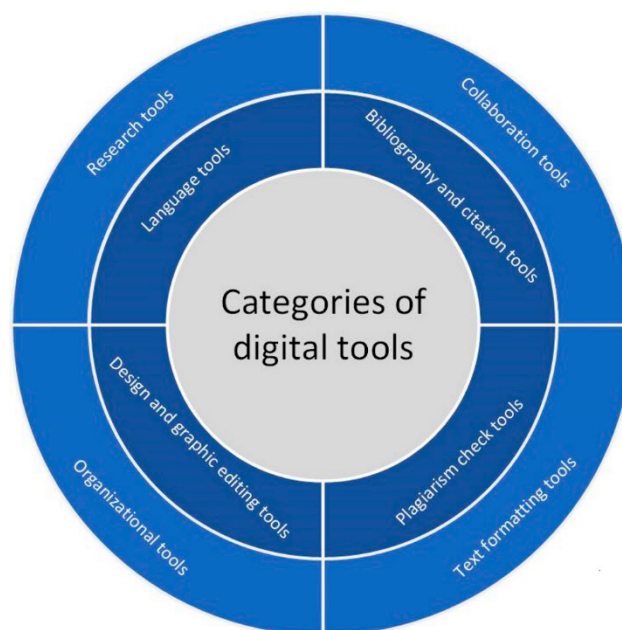 Research tools
Collaboration tools
Language tools
Bibliography and citation tools
Categories of
digital tools
Design and graphic editing tools
Plagiarism check tools
Organizational tools
Text formatting tools